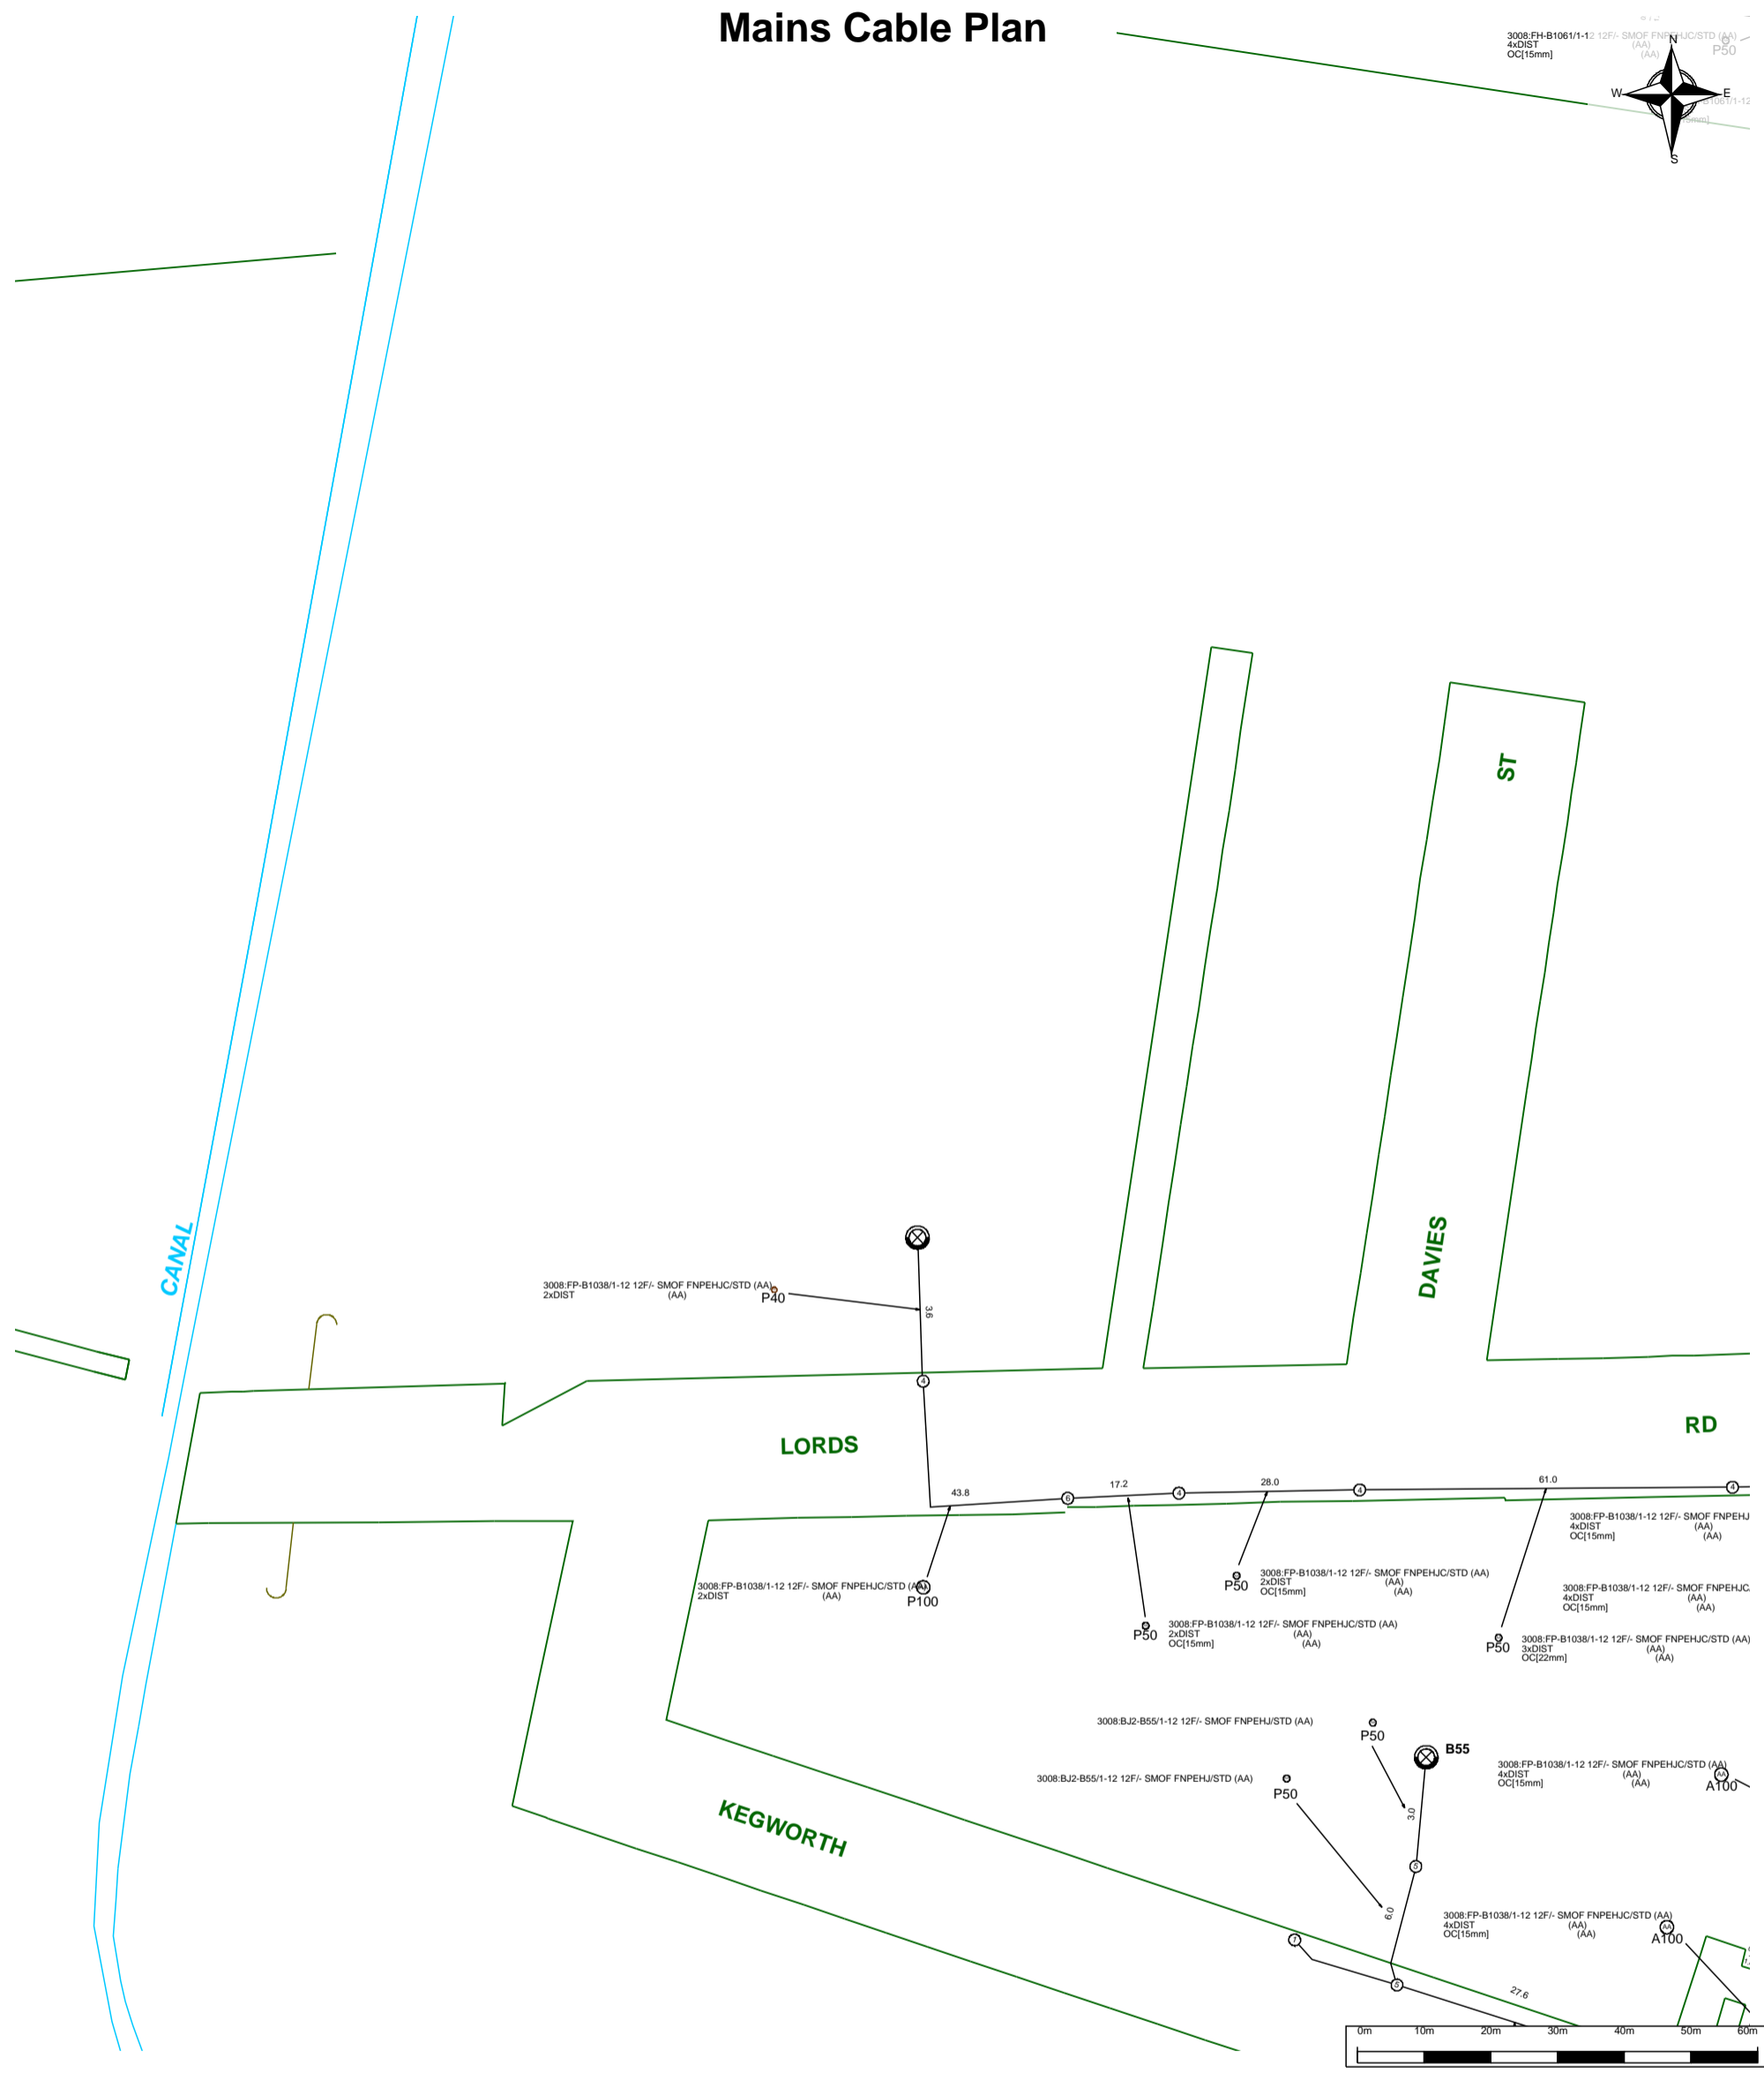 Mains Cable Plan
3008:FH-B1061/1-12 12F/- SMOF FNPEHJC/STD (AA)
4xDIST (AA)
OC[15mm] (AA)
P50
N
W
E
S
B1061/1-12
5mm]
ST
DAVIES
CANAL
3008:FP-B1038/1-12 12F/- SMOF FNPEHJC/STD (AA)
2xDIST (AA)
P40
3.6
4
LORDS
RD
43.8
6
17.2
4
28.0
4
61.0
4
3008:FP-B1038/1-12 12F/- SMOF FNPEHJ
4xDIST (AA)
OC[15mm] (AA)
3008:FP-B1038/1-12 12F/- SMOF FNPEHJC/STD (AA)
2xDIST (AA)
P100
P50
3008:FP-B1038/1-12 12F/- SMOF FNPEHJC/STD (AA)
2xDIST (AA)
OC[15mm] (AA)
3008:FP-B1038/1-12 12F/- SMOF FNPEHJC
4xDIST (AA)
OC[15mm] (AA)
P50
3008:FP-B1038/1-12 12F/- SMOF FNPEHJC/STD (AA)
2xDIST (AA)
OC[15mm] (AA)
P50
3008:FP-B1038/1-12 12F/- SMOF FNPEHJC/STD (AA)
3xDIST (AA)
OC[22mm] (AA)
3008:BJ2-B55/1-12 12F/- SMOF FNPEHJ/STD (AA)
P50
B55
3008:BJ2-B55/1-12 12F/- SMOF FNPEHJ/STD (AA)
P50
3008:FP-B1038/1-12 12F/- SMOF FNPEHJC/STD (AA)
4xDIST (AA)
OC[15mm] (AA)
AA
A100
KEGWORTH
3.0
5
6.0
3008:FP-B1038/1-12 12F/- SMOF FNPEHJC/STD (AA)
4xDIST (AA)
OC[15mm] (AA)
AA
A100
5
27.6
0m 10m 20m 30m 40m 50m 60m